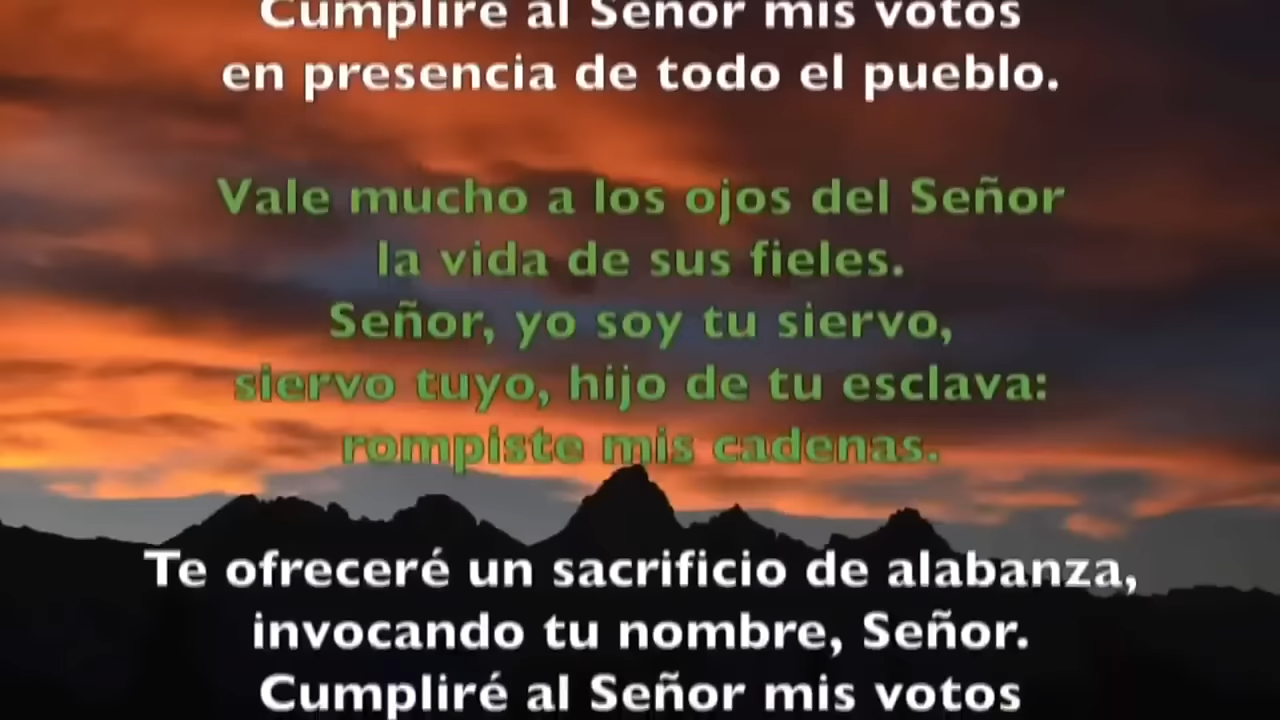 Cumpliré al Señor mis votos
en presencia de todo el pueblo.
Vale mucho a los ojos del Señor
la vida de sus fieles.
Señor, yo soy tu siervo,
siervo tuyo, hijo de tu esclava:
rompiste mis cadenas.
Te ofreceré un sacrificio de alabanza,
invocando tu nombre, Señor.
Cumpliré al Señor mis votos